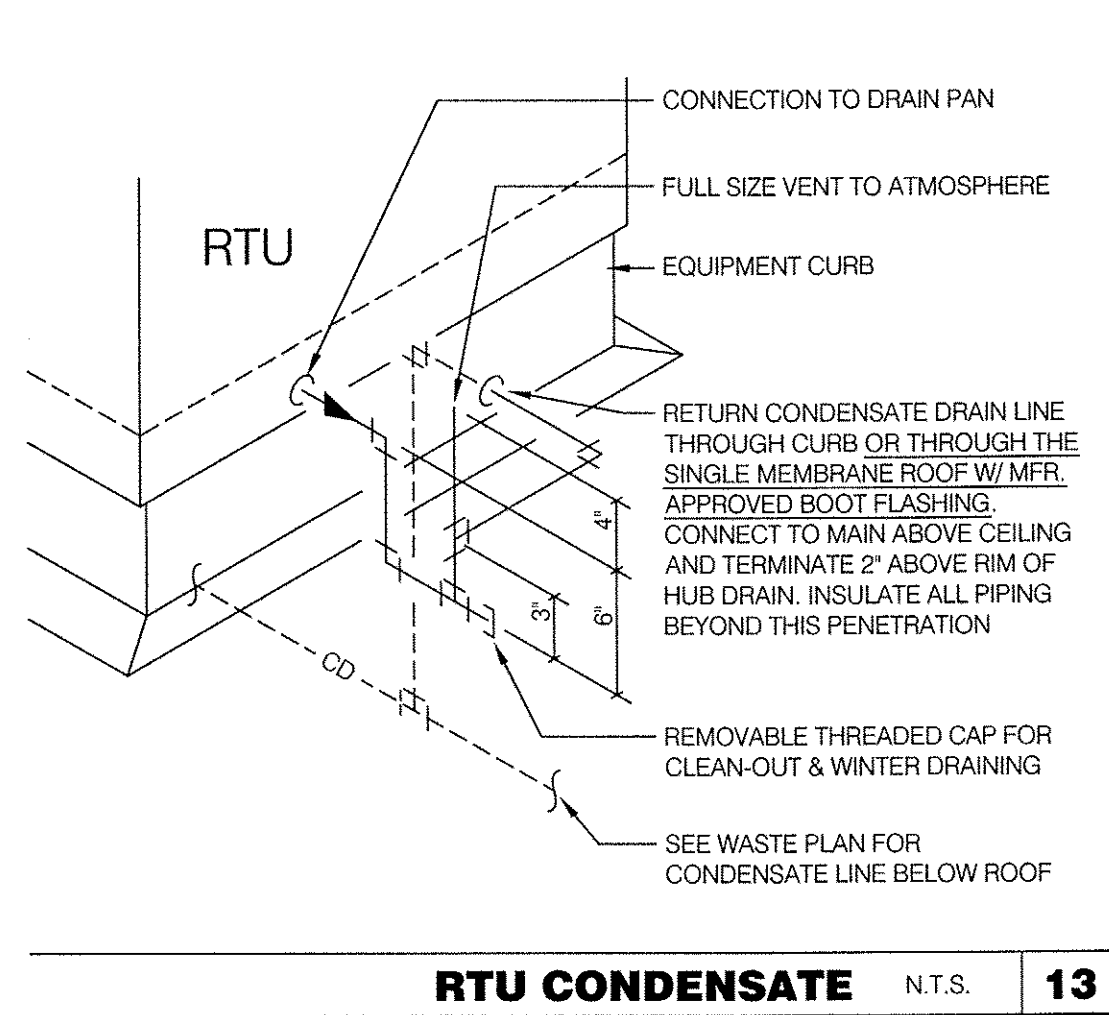 CONNECTION TO DRAIN PAN
FULL SIZE VENT TO ATMOSPHERE
RTU
EQUIPMENT CURB
RETURN CONDENSATE DRAIN LINE
THROUGH CURB OR THROUGH THE
SINGLE MEMBRANE ROOF W/ MFR.
APPROVED BOOT FLASHING.
CONNECT TO MAIN ABOVE CEILING
AND TERMINATE 2" ABOVE RIM OF
HUB DRAIN. INSULATE ALL PIPING
BEYOND THIS PENETRATION
4"
3"
6"
CD
REMOVABLE THREADED CAP FOR
CLEAN-OUT & WINTER DRAINING
SEE WASTE PLAN FOR
CONDENSATE LINE BELOW ROOF
RTU CONDENSATE N.T.S. 13